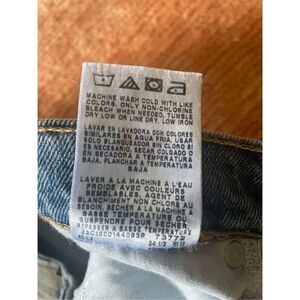 MACHINE WASH COLD WITH LIKE
COLORS, ONLY NON-CHLORINE
BLEACH WHEN NEEDED, TUMBLE
DRY LOW OR LINE DRY, LOW IRON
LAVAR EN LAVADORA CON COLORES
SIMILARES EN AGUA FRIA, USAR
SOLO BLANQUEADOR SIN CLORO SI
ES NECESARIO, SECAR COLGADO O
EN SECADORA A TEMPERATURA
BAJA, PLANCHAR A TEMPERATURA
BAJA
LAVER A LA MACHINE A L'EAU
FROIDE AVEC COULEURS
SEMBLABLES, AGENT DE
BLANCHIMENT NON CHLORE SI
NECESSAIRE, SECHER A MACHINE A
BASSE TEMPERATURE OU
SUSPENDRE POUR SECHER
REPASSER A BASSE TEMPERATURE
73772